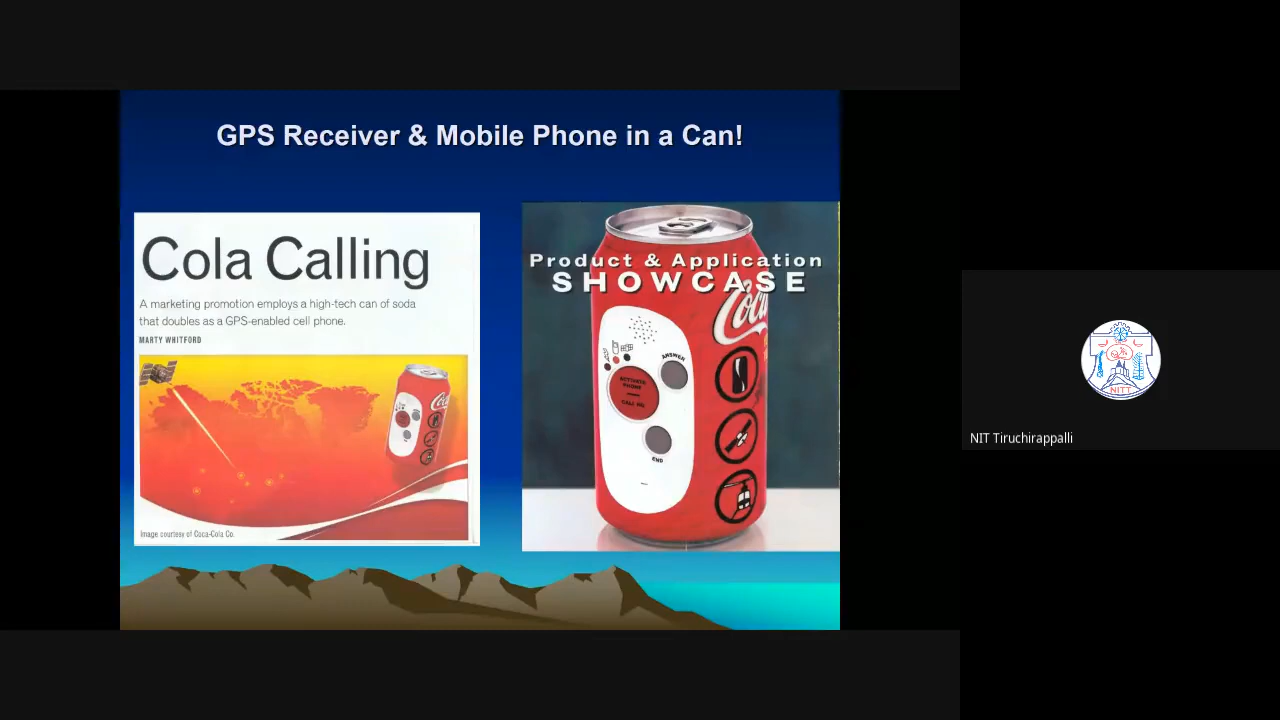 GPS Receiver & Mobile Phone in a Can!
Cola Calling
A marketing promotion employs a high-tech can of soda
that doubles as a GPS-enabled cell phone.
MARTY WHITFORD
Image courtesy of Coca-Cola Co.
Product & Application
SHOWCASE
Coca
ANSWER
ACTIVATE
PHONE
CALL ME
END
NITT
NIT Tiruchirappalli